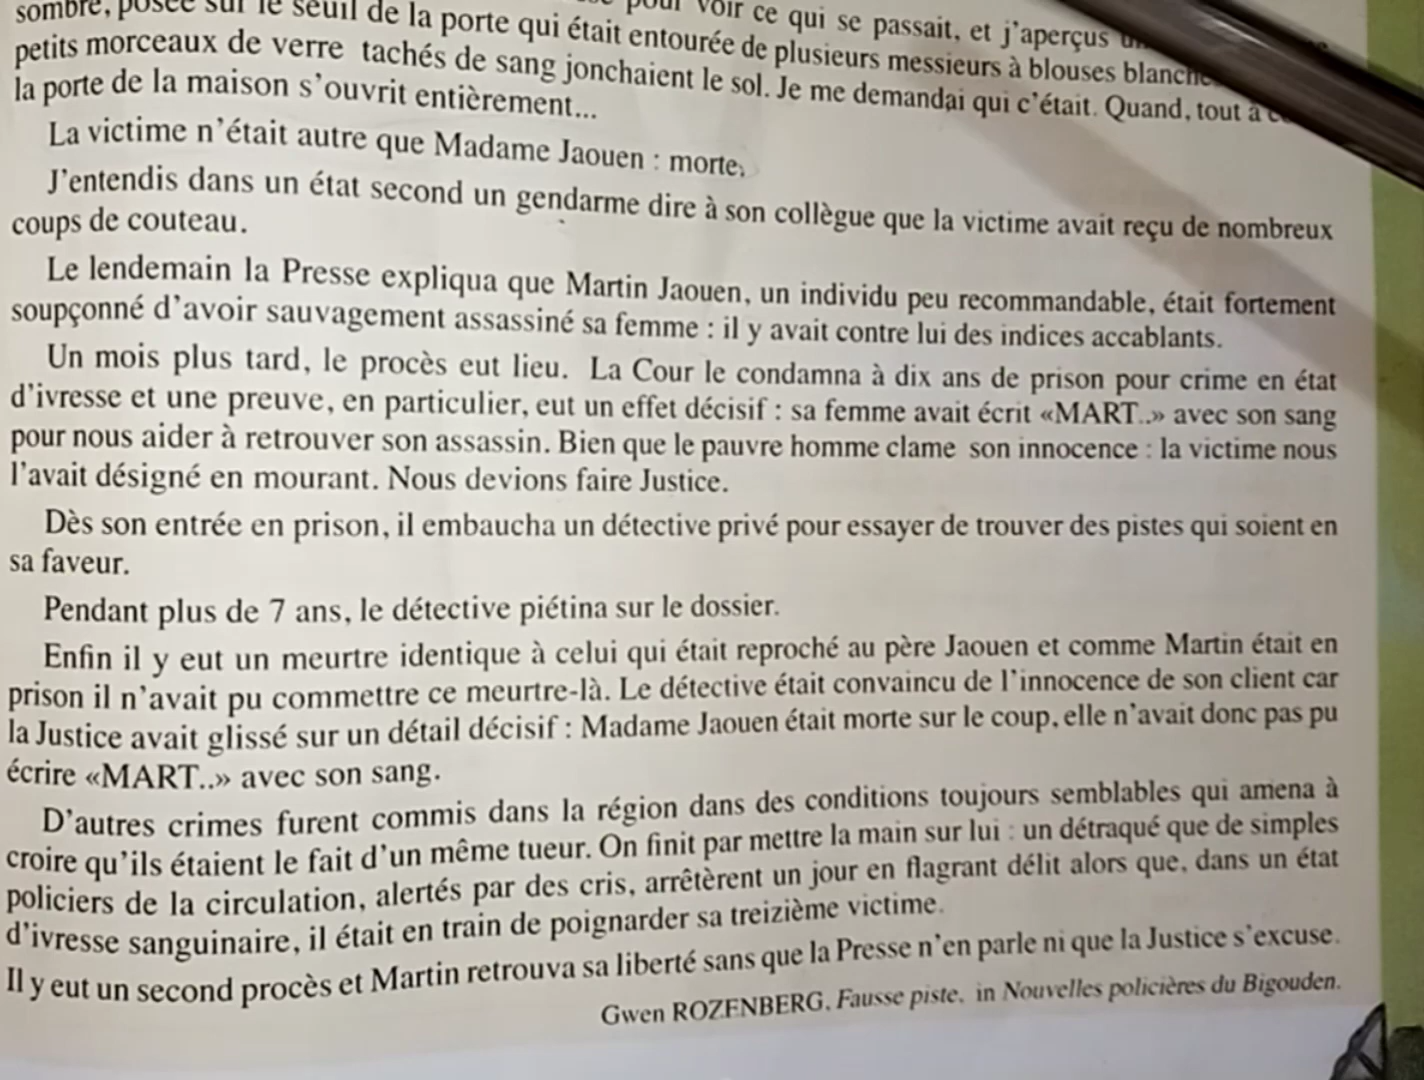 sombre, posée sur le seuil de la porte qui était entourée de plusieurs messieurs à blouses
pour voir ce qui se passait, et j'aperçus
petits morceaux de verre tachés de sang jonchaient le sol. Je me demandai qui c'était. Quand, tout à
la porte de la maison s'ouvrit entièrement...
La victime n'était autre que Madame Jaouen : morte.
J'entendis dans un état second un gendarme dire à son collègue que la victime avait reçu de nombreux
coups de couteau.
Le lendemain la Presse expliqua que Martin Jaouen, un individu peu recommandable, était fortement
soupçonné d'avoir sauvagement assassiné sa femme : il y avait contre lui des indices accablants.
Un mois plus tard, le procès eut lieu. La Cour le condamna à dix ans de prison pour crime en état
d'ivresse et une preuve, en particulier, eut un effet décisif : sa femme avait écrit «MART..» avec son sang
pour nous aider à retrouver son assassin. Bien que le pauvre homme clame son innocence : la victime nous
l'avait désigné en mourant. Nous devions faire Justice.
Dès son entrée en prison, il embaucha un détective privé pour essayer de trouver des pistes qui soient en
sa faveur.
Pendant plus de 7 ans, le détective piétina sur le dossier.
Enfin il y eut un meurtre identique à celui qui était reproché au père Jaouen et comme Martin était en
prison il n'avait pu commettre ce meurtre-là. Le détective était convaincu de l'innocence de son client car
la Justice avait glissé sur un détail décisif : Madame Jaouen était morte sur le coup, elle n'avait donc pas pu
écrire «MART..» avec son sang.
D'autres crimes furent commis dans la région dans des conditions toujours semblables qui amena à
croire qu'ils étaient le fait d'un même tueur. On finit par mettre la main sur lui : un détraqué que de simples
policiers de la circulation, alertés par des cris, arrêtèrent un jour en flagrant délit alors que, dans un état
d'ivresse sanguinaire, il était en train de poignarder sa treizième victime.
Il y eut un second procès et Martin retrouva sa liberté sans que la Presse n'en parle ni que la Justice s'excuse.
Gwen ROZENBERG, Fausse piste, in Nouvelles policières du Bigouden.